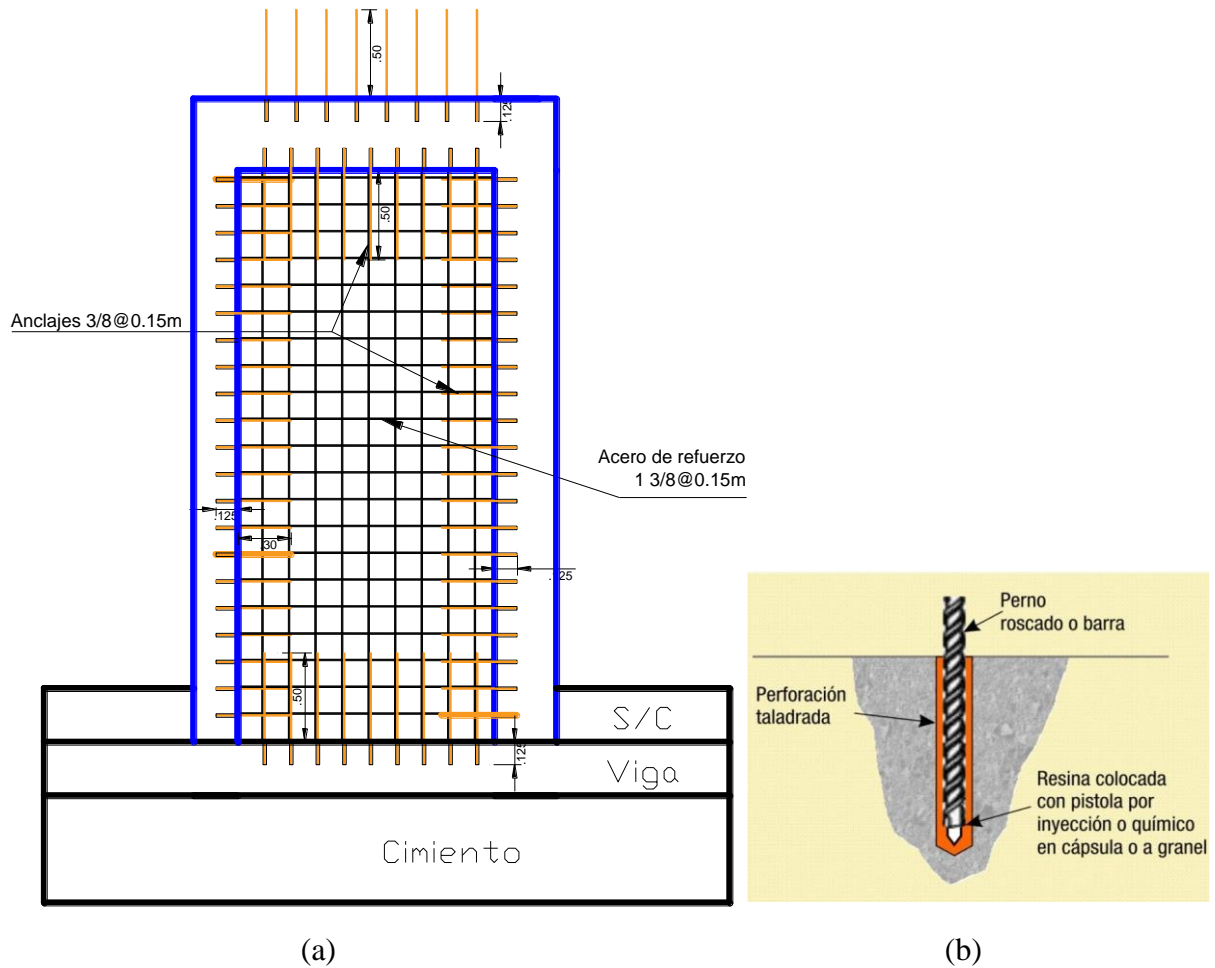 .50
.125
.50
Anclajes 3/8@0.15m
Acero de refuerzo
1 3/8@0.15m
.125
.30
.125
.50
S/C
.125
Viga
Cimiento
Perno
roscado o barra
Perforación
taladrada
Resina colocada
con pistola por
inyección o químico
en cápsula o a granel
(a)
(b)